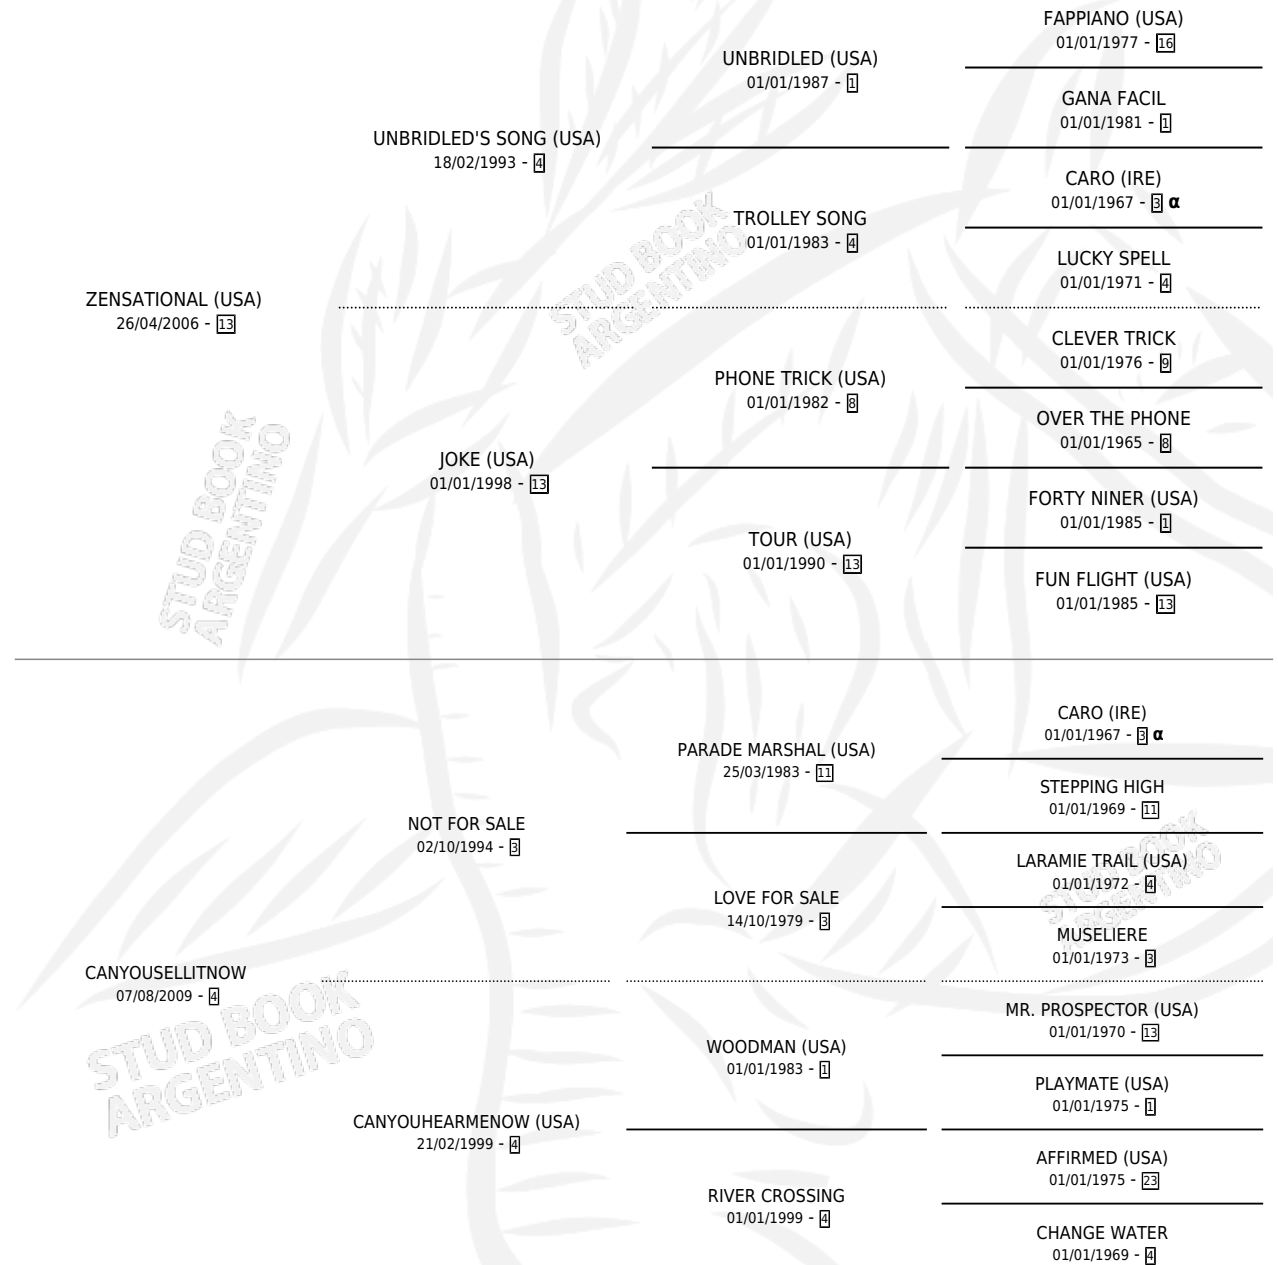 FAPPIANO (USA)
01/01/1977 - 16
UNBRIDLED (USA)
01/01/1987 - 1
GANA FACIL
01/01/1981 - 1
UNBRIDLED'S SONG (USA)
18/02/1993 - 4
CARO (IRE)
01/01/1967 - 3 α
TROLLEY SONG
01/01/1983 - 4
LUCKY SPELL
01/01/1971 - 4
ZENSATIONAL (USA)
26/04/2006 - 13
CLEVER TRICK
01/01/1976 - 9
PHONE TRICK (USA)
01/01/1982 - 8
OVER THE PHONE
01/01/1965 - 8
JOKE (USA)
01/01/1998 - 13
FORTY NINER (USA)
01/01/1985 - 1
TOUR (USA)
01/01/1990 - 13
FUN FLIGHT (USA)
01/01/1985 - 13
STUD BOOK
ARGENTINO
STUD BOOK
ARGENTINO
CARO (IRE)
01/01/1967 - 3 α
PARADE MARSHAL (USA)
25/03/1983 - 11
STEPPING HIGH
01/01/1969 - 11
NOT FOR SALE
02/10/1994 - 3
LARAMIE TRAIL (USA)
01/01/1972 - 4
LOVE FOR SALE
14/10/1979 - 3
MUSELIERE
01/01/1973 - 3
CANYOUSELLITNOW
07/08/2009 - 4
MR. PROSPECTOR (USA)
01/01/1970 - 13
WOODMAN (USA)
01/01/1983 - 1
PLAYMATE (USA)
01/01/1975 - 1
CANYOUHEARMENOW (USA)
21/02/1999 - 4
AFFIRMED (USA)
01/01/1975 - 23
RIVER CROSSING
01/01/1999 - 4
CHANGE WATER
01/01/1969 - 4
STUD BOOK
ARGENTINO
STUD BOOK
ARGENTINO